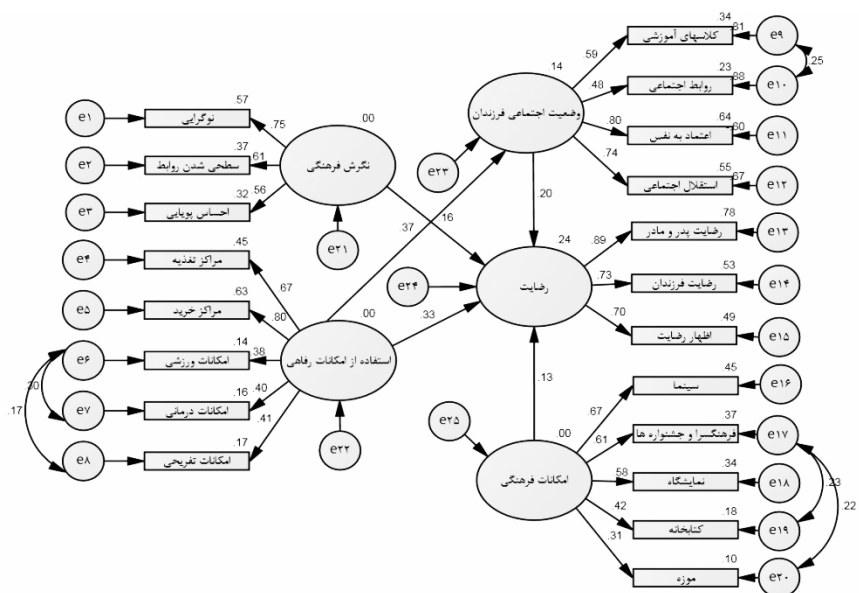 .57
e۱
نوگرایی
.75
.37
e۲
سطحی شدن روابط
.61
.32
e۳
احساس پویایی
.56
.00
نگرش فرهنگی
e۲۱
.45
e۴
مراکز تغذیه
.67
.63
e۵
مراکز خرید
.80
.14
e۶
امکانات ورزشی
.38
.16
e۷
امکانات درمانی
.40
.17
e۸
امکانات تفریحی
.41
.17
.00
استفاده از امکانات رفاهی
e۲۲
.37
.16
.33
.14
وضعیت اجتماعی فرزندان
e۲۳
.20
.24
رضایت
e۲۴
.13
.00
امکانات فرهنگی
e۲۵
.34
.59
کلاسهای آموزشی
.81
e۹
.25
.23
.48
روابط اجتماعی
.88
e۱۰
.64
.80
اعتماد به نفس
.60
e۱۱
.55
.74
استقلال اجتماعی
.67
e۱۲
.78
.89
رضایت پدر و مادر
e۱۳
.53
.73
رضایت فرزندان
e۱۴
.49
.70
اظهار رضایت
e۱۵
.45
.67
سینما
e۱۶
.37
.61
فرهنگسرا و جشنواره ها
e۱۷
.34
.58
نمایشگاه
e۱۸
.23
.22
.18
.42
کتابخانه
e۱۹
.10
.31
موزه
e۲۰